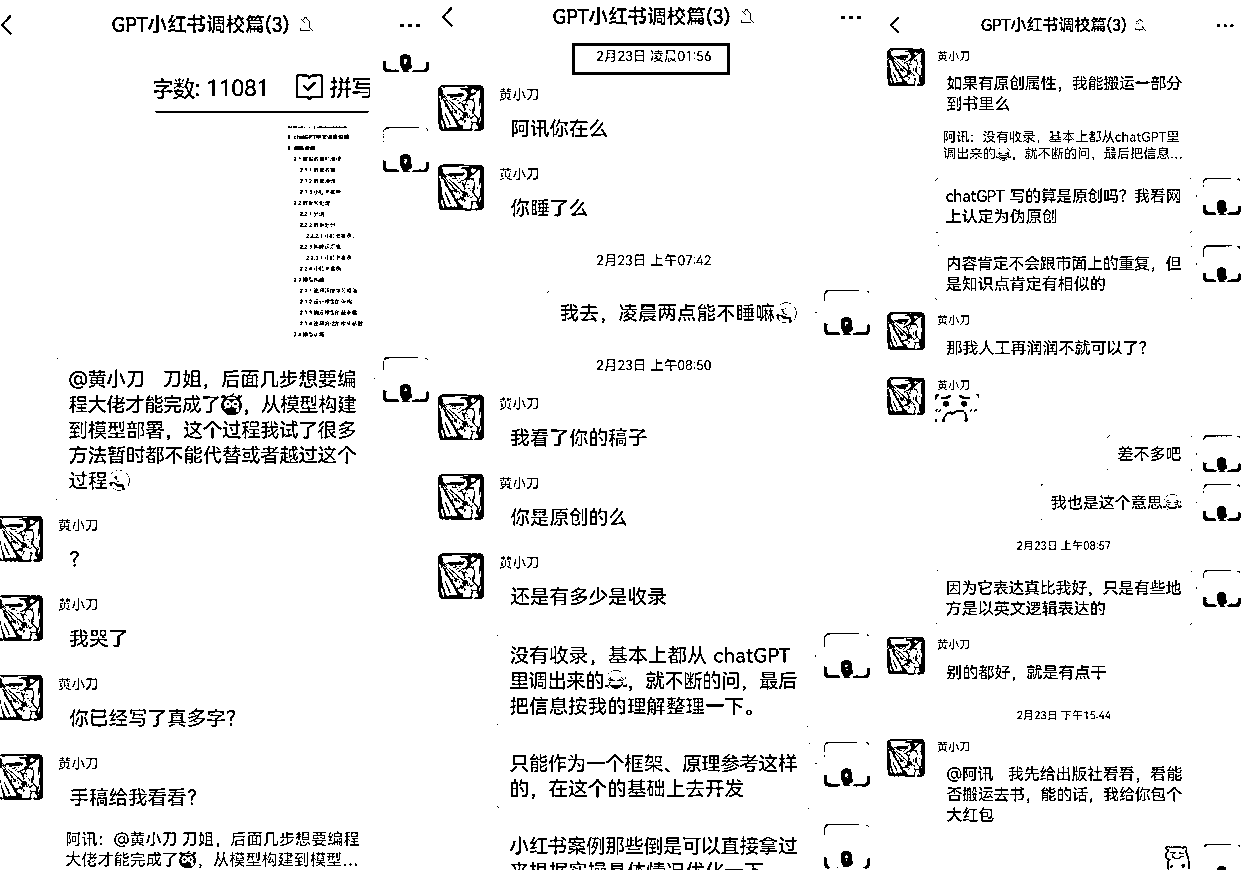 GPT小红书调校篇(3)
字数: 11081 拼写
@黄小刀 刀姐，后面几步想要编
程大佬才能完成了，从模型构建
到模型部署，这个过程我试了很多
方法暂时都不能代替或者越过这个
过程
黄小刀
?
黄小刀
我哭了
黄小刀
你已经写了真多字?
黄小刀
手稿给我看看?
阿讯：@黄小刀 刀姐，后面几步想要编程
大佬才能完成了，从模型构建到模型...
GPT小红书调校篇(3)
2月23日 凌晨01:56
黄小刀
阿讯你在么
黄小刀
你睡了么
2月23日 上午07:42
我去，凌晨两点能不睡嘛
2月23日 上午08:50
黄小刀
我看了你的稿子
黄小刀
你是原创的么
黄小刀
还是有多少是收录
没有收录，基本上都从 chatGPT
里调出来的，就不断的问，最后
把信息按我的理解整理一下。
只能作为一个框架、原理参考这样
的，在这个的基础上去开发
小红书案例那些倒是可以直接拿过
来根据实操具体情况优化一下
GPT小红书调校篇(3)
黄小刀
如果有原创属性，我能搬运一部分
到书里么
阿讯：没有收录，基本上都从chatGPT里
调出来的，就不断的问，最后把信息...
chatGPT 写的算是原创吗？我看网
上认定为伪原创
内容肯定不会跟市面上的重复，但
是知识点肯定有相似的
黄小刀
那我人工再润润不就可以了？
黄小刀
差不多吧
我也是这个意思
2月23日 上午08:57
因为它表达真比我好，只是有些地
方是以英文逻辑表达的
黄小刀
别的都好，就是有点干
2月23日 下午15:44
黄小刀
@阿讯 我先给出版社看看，看能
否搬运去书，能的话，我给你包个
大红包